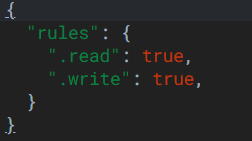 {
  "rules": {
    ".read": true,
    ".write": true,
  }
}